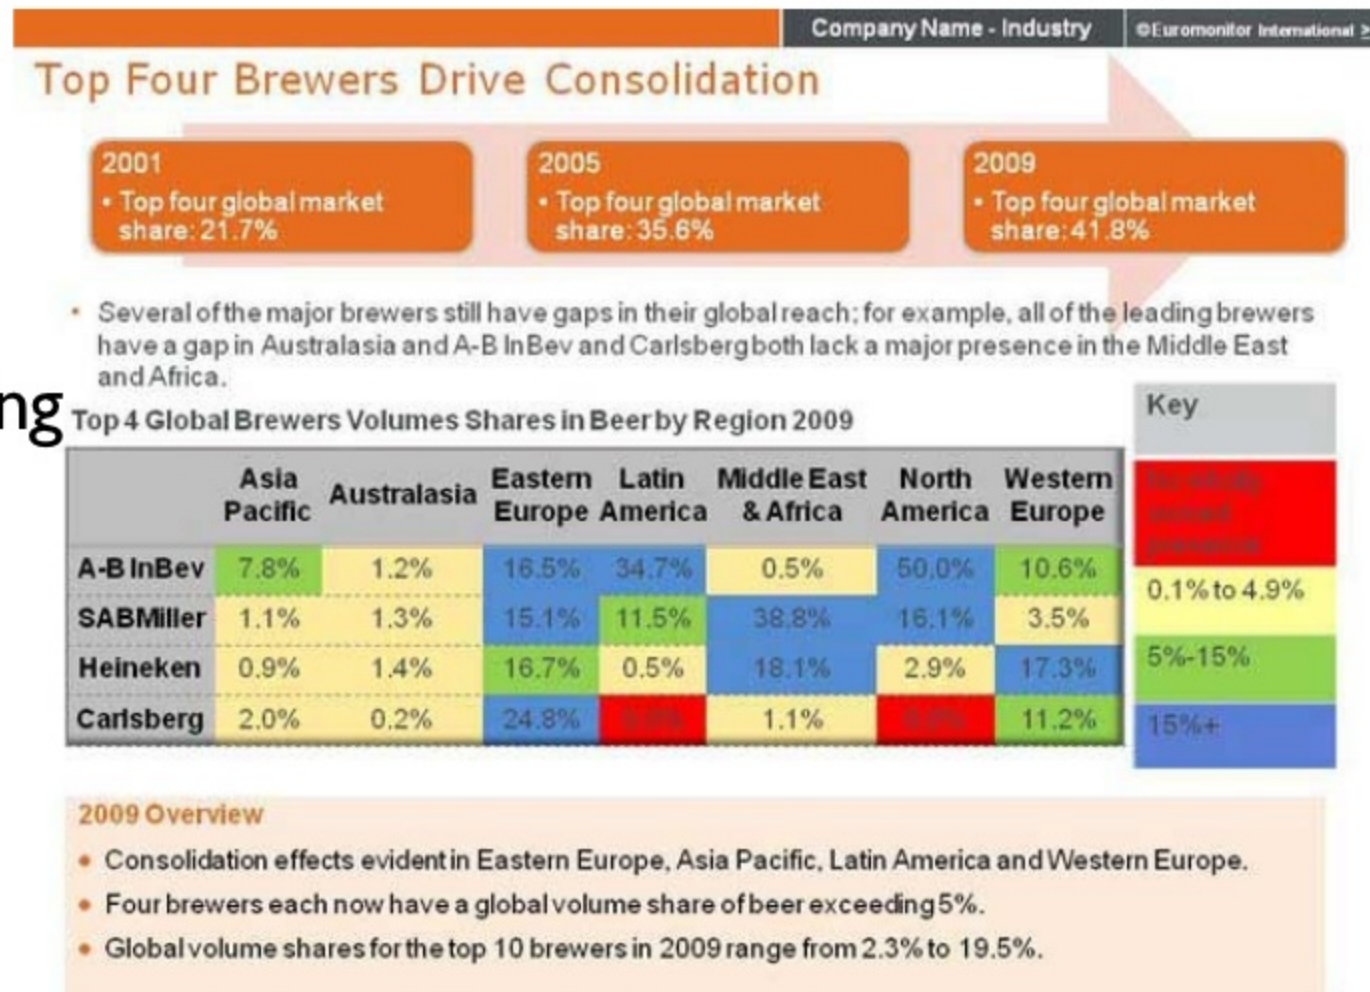 Company Name - Industry
©Euromonitor International >
Top Four Brewers Drive Consolidation
2001
• Top four global market
share: 21.7%
2005
• Top four global market
share: 35.6%
2009
• Top four global market
share: 41.8%
• Several of the major brewers still have gaps in their global reach; for example, all of the leading brewers
have a gap in Australasia and A-B InBev and Carlsberg both lack a major presence in the Middle East
and Africa.
ng
Top 4 Global Brewers Volumes Shares in Beer by Region 2009
Asia Pacific Australasia Eastern Europe Latin America Middle East & Africa North America Western Europe
A-B InBev 7.8% 1.2% 16.5% 34.7% 0.5% 50.0% 10.6%
SABMiller 1.1% 1.3% 15.1% 11.5% 38.8% 16.1% 3.5%
Heineken 0.9% 1.4% 16.7% 0.5% 18.1% 2.9% 17.3%
Carlsberg 2.0% 0.2% 24.8% 1.1% 11.2%
Key
0.1% to 4.9%
5%-15%
15%+
2009 Overview
• Consolidation effects evident in Eastern Europe, Asia Pacific, Latin America and Western Europe.
• Four brewers each now have a global volume share of beer exceeding 5%.
• Global volume shares for the top 10 brewers in 2009 range from 2.3% to 19.5%.